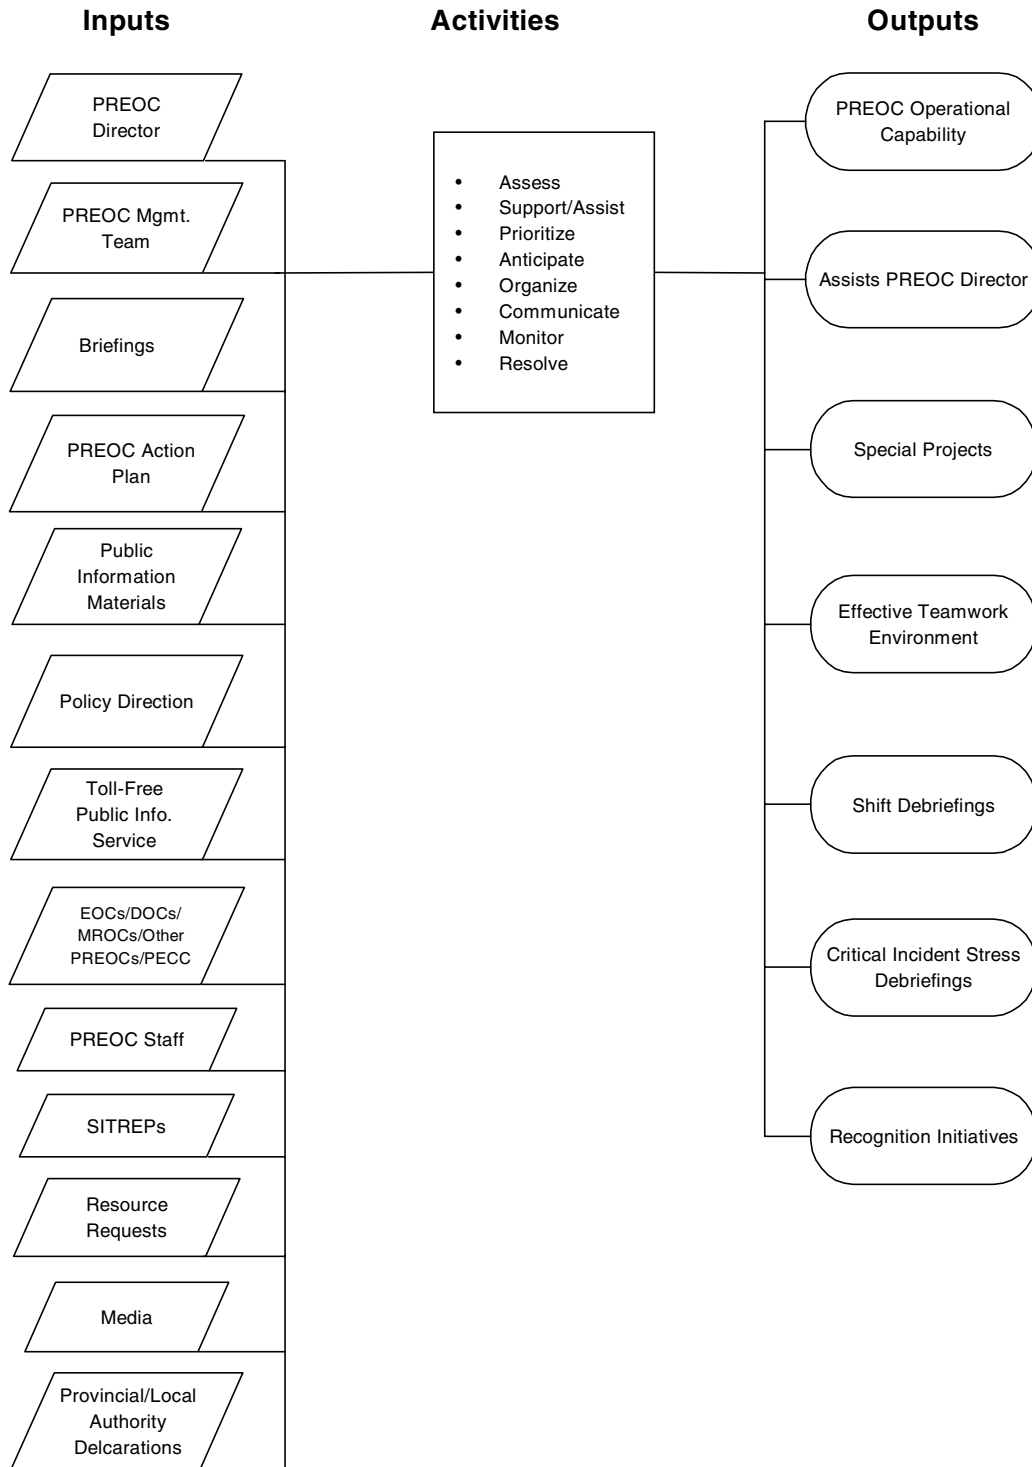 Inputs
Activities
Outputs
PREOC
Director
PREOC Mgmt.
Team
Briefings
PREOC Action
Plan
Public
Information
Materials
Policy Direction
Toll-Free
Public Info.
Service
EOCs/DOCs/
MROCs/Other
PREOCs/PECC
PREOC Staff
SITREPs
Resource
Requests
Media
Provincial/Local
Authority
Delcarations
• Assess
• Support/Assist
• Prioritize
• Anticipate
• Organize
• Communicate
• Monitor
• Resolve
PREOC Operational
Capability
Assists PREOC Director
Special Projects
Effective Teamwork
Environment
Shift Debriefings
Critical Incident Stress
Debriefings
Recognition Initiatives